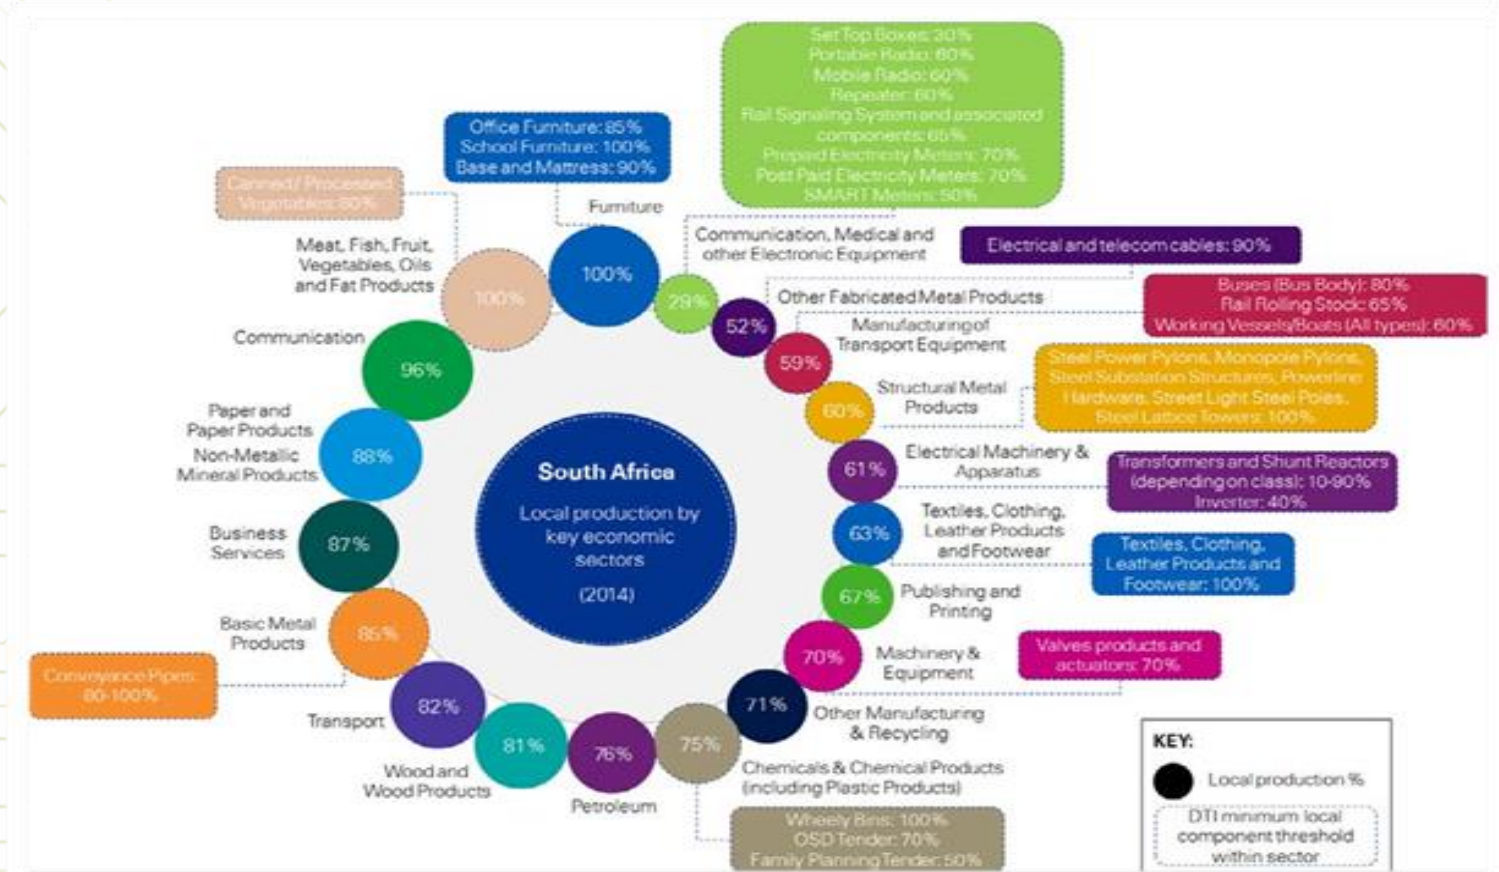 Set Top Boxes: 30%
Portable Radio: 60%
Mobile Radio: 60%
Repeater: 60%
Rail Signaling System and associated
components: 65%
Prepaid Electricity Meters: 70%
Post Paid Electricity Meters: 70%
SMART Meters: 50%
Office Furniture: 85%
School Furniture: 100%
Base and Mattress: 90%
Canned / Processed
Vegetables: 80%
Furniture
100%
Meat, Fish, Fruit,
Vegetables, Oils
and Fat Products
100%
Communication, Medical and
other Electronic Equipment
29%
Electrical and telecom cables: 90%
Other Fabricated Metal Products
52%
Buses (Bus Body): 80%
Rail Rolling Stock: 65%
Working Vessels/Boats (All types): 60%
Manufacturing of
Transport Equipment
59%
Communication
96%
Steel Power Pylons, Monopole Pylons,
Steel Substation Structures, Powerline
Hardware, Street Light Steel Poles,
Steel Lattice Towers: 100%
Structural Metal
Products
60%
Paper and
Paper Products
Non-Metallic
Mineral Products
88%
Electrical Machinery &
Apparatus
61%
Transformers and Shunt Reactors
(depending on class): 10-90%
Inverter: 40%
South Africa
Local production by
key economic
sectors
(2014)
Business
Services
87%
Textiles, Clothing,
Leather Products
and Footwear
63%
Textiles, Clothing,
Leather Products and
Footwear: 100%
Publishing and
Printing
67%
Basic Metal
Products
85%
Conveyance Pipes:
80-100%
Machinery &
Equipment
70%
Valves products and
actuators: 70%
Transport
82%
Other Manufacturing
& Recycling
71%
Wood and
Wood Products
81%
Petroleum
76%
Chemicals & Chemical Products
(including Plastic Products)
75%
Wheely Bins: 100%
OSD Tender: 70%
Family Planning Tender: 50%
KEY:
Local production %
DTI minimum local
component threshold
within sector